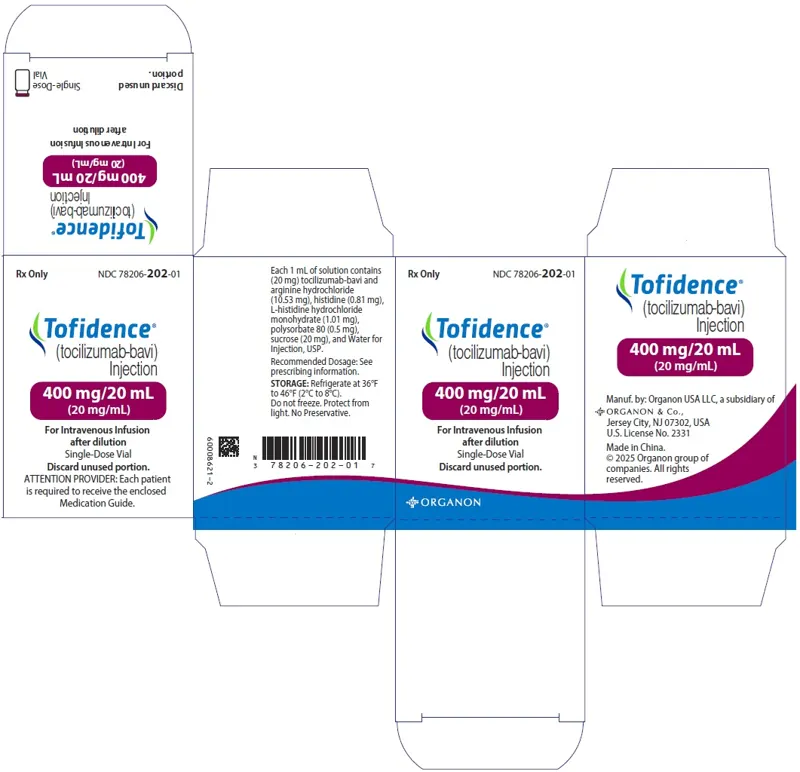 Discard unused
portion.
Single-Dose
Vial
For Intravenous Infusion
after dilution
400 mg/20 mL
(20 mg/mL)
Tofidence®
(tocilizumab-bavi)
Injection
Rx Only
NDC 78206-202-01
Tofidence®
(tocilizumab-bavi)
Injection
400 mg/20 mL
(20 mg/mL)
For Intravenous Infusion
after dilution
Single-Dose Vial
Discard unused portion.
ATTENTION PROVIDER: Each patient
is required to receive the enclosed
Medication Guide.
Each 1 mL of solution contains
(20 mg) tocilizumab-bavi and
arginine hydrochloride
(10.53 mg), histidine (0.81 mg),
L-histidine hydrochloride
monohydrate (1.01 mg),
polysorbate 80 (0.5 mg),
sucrose (20 mg), and Water for
Injection, USP.
Recommended Dosage: See
prescribing information.
STORAGE: Refrigerate at 36°F
to 46°F (2°C to 8°C).
Do not freeze. Protect from
light. No Preservative.
60008621-2
N
3 78206-202-01 7
Rx Only
NDC 78206-202-01
Tofidence®
(tocilizumab-bavi)
Injection
400 mg/20 mL
(20 mg/mL)
For Intravenous Infusion
after dilution
Single-Dose Vial
Discard unused portion.
ORGANON
Tofidence®
(tocilizumab-bavi)
Injection
400 mg/20 mL
(20 mg/mL)
Manuf. by: Organon USA LLC, a subsidiary of
ORGANON & Co.,
Jersey City, NJ 07302, USA
U.S. License No. 2331
Made in China.
© 2025 Organon group of
companies. All rights
reserved.